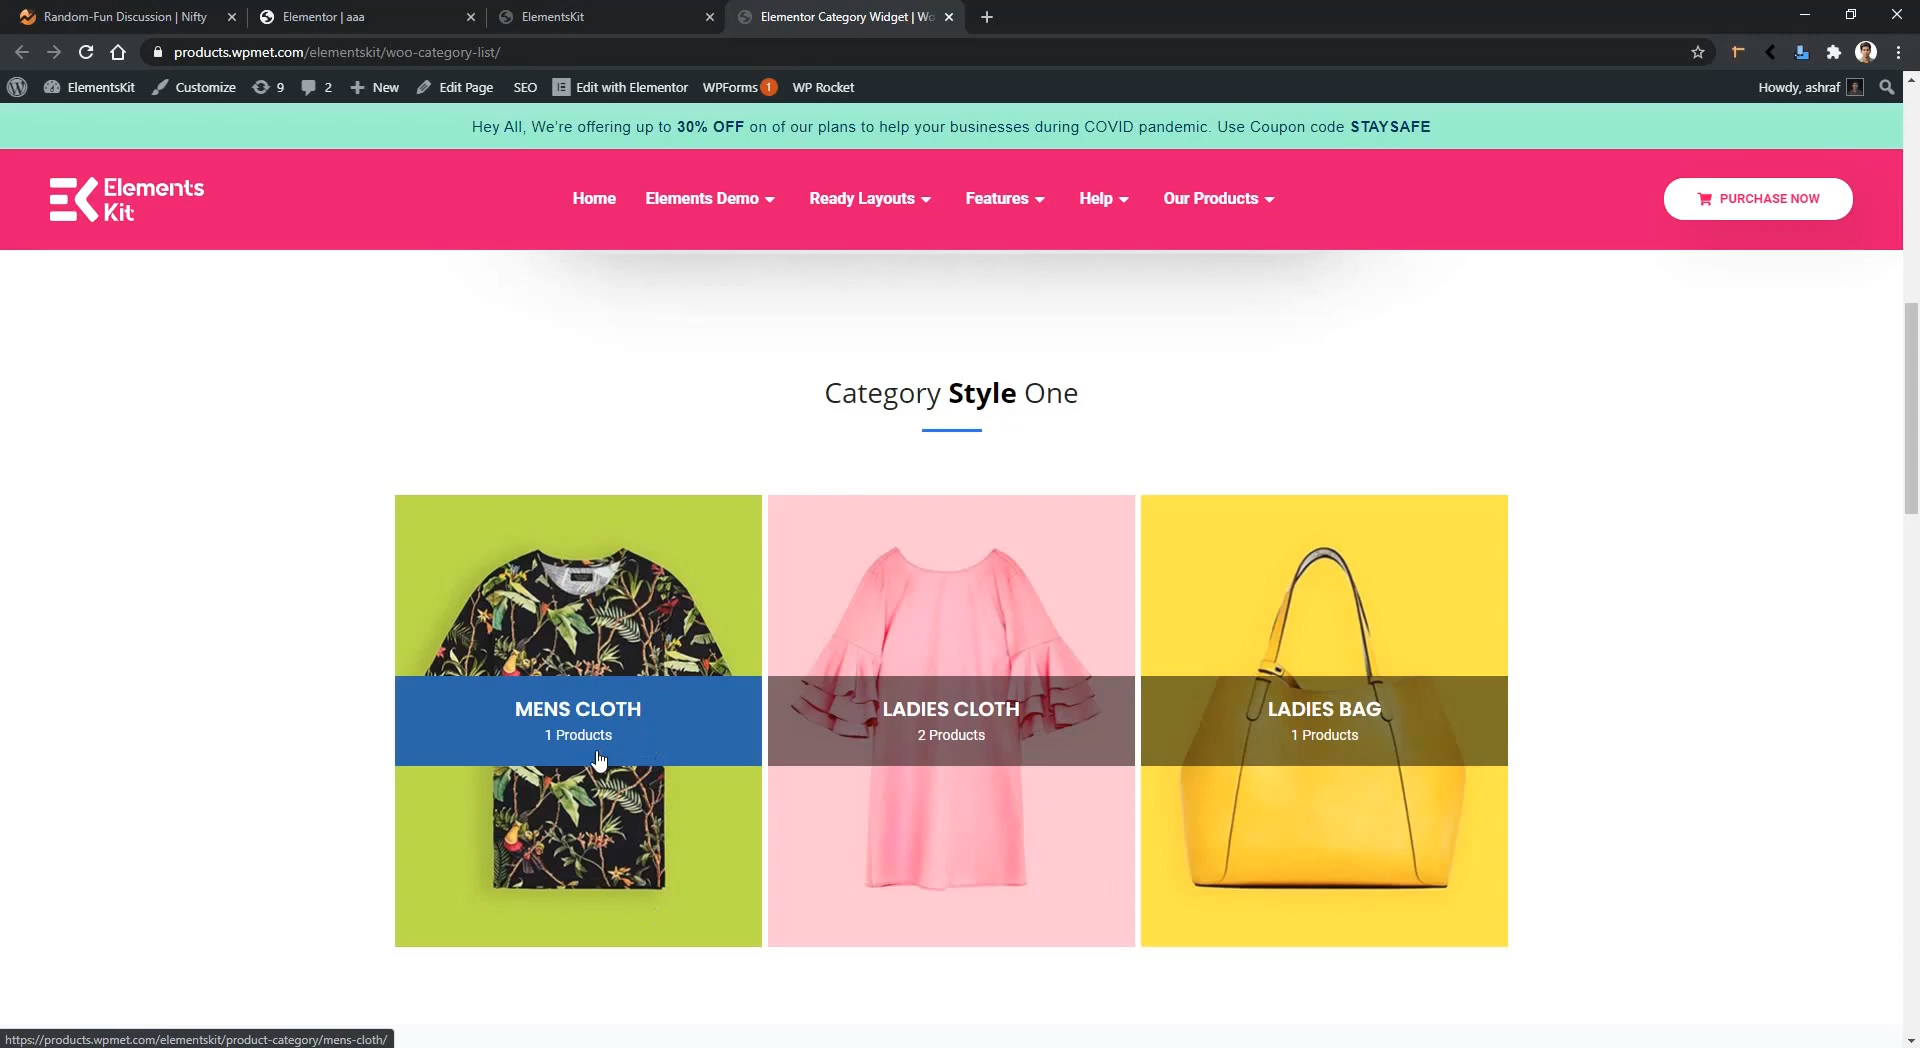 Random-Fun Discussion | Nifty
Elementor | aaa
ElementsKit
Elementor Category Widget | Wo
products.wpmet.com/elementskit/woo-category-list/
ElementsKit Customize 9 2 New Edit Page SEO Edit with Elementor WPForms 1 WP Rocket Howdy, ashraf
Hey All, We're offering up to 30% OFF on of our plans to help your businesses during COVID pandemic. Use Coupon code STAYSAFE
Elements
Kit
Home Elements Demo Ready Layouts Features Help Our Products PURCHASE NOW
Category Style One
MENS CLOTH
1 Products
LADIES CLOTH
2 Products
LADIES BAG
1 Products
https://products.wpmet.com/elementskit/product-category/mens-cloth/